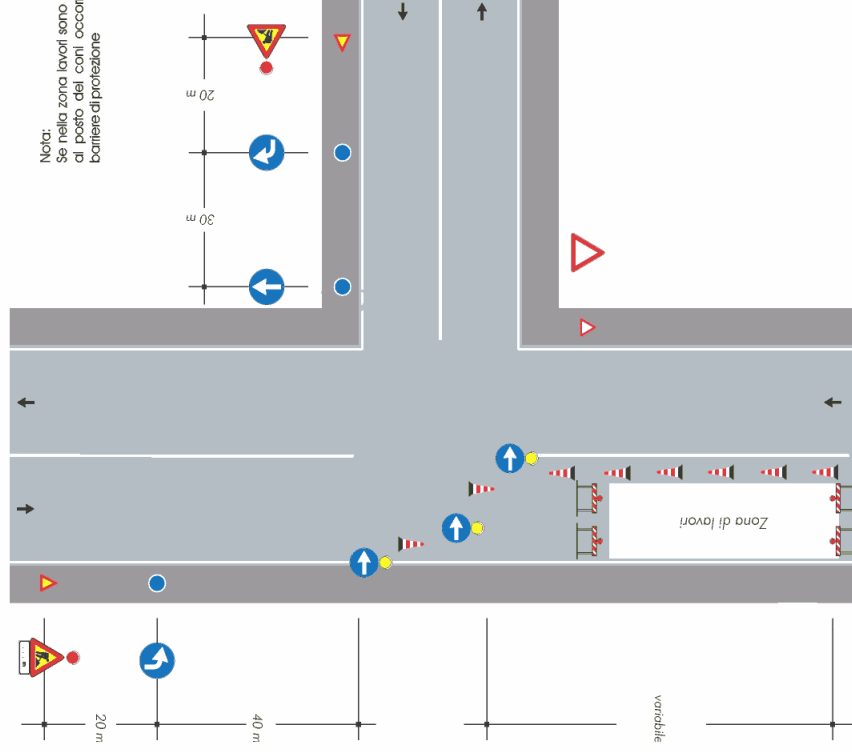 Nota:
Se nella zona lavori sono
al posto dei coni occor
barriere di protezione
20 m
30 m
Zona di lavori
20 m
40 m
variabile